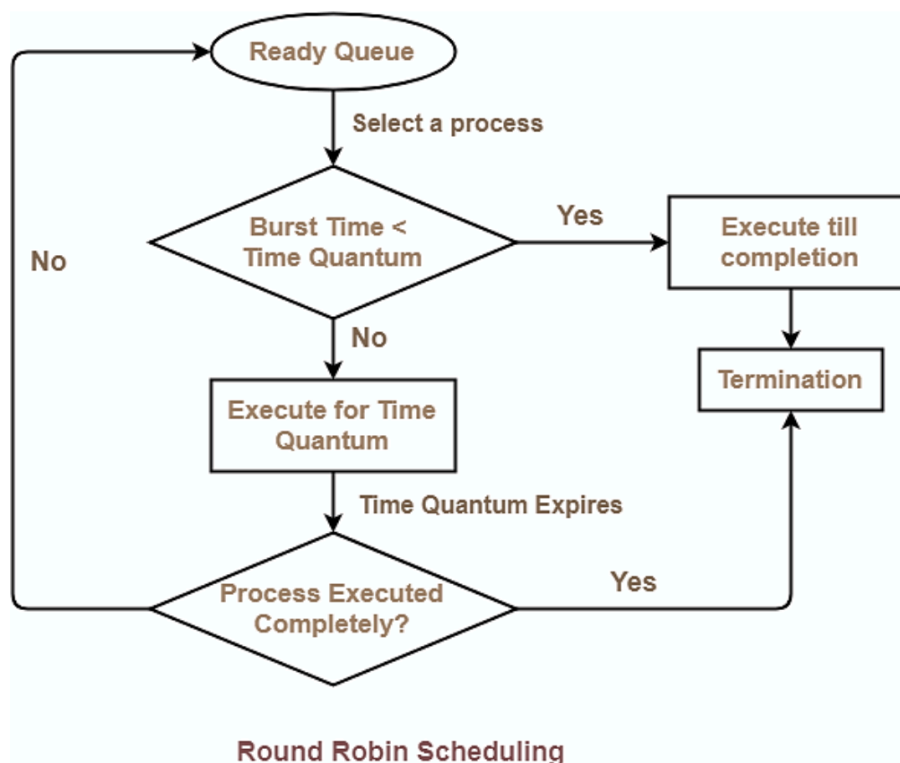 Ready Queue
Select a process
Burst Time <
Time Quantum
Yes
Execute till
completion
No
No
Termination
Execute for Time
Quantum
Time Quantum Expires
Process Executed
Completely?
Yes
Round Robin Scheduling